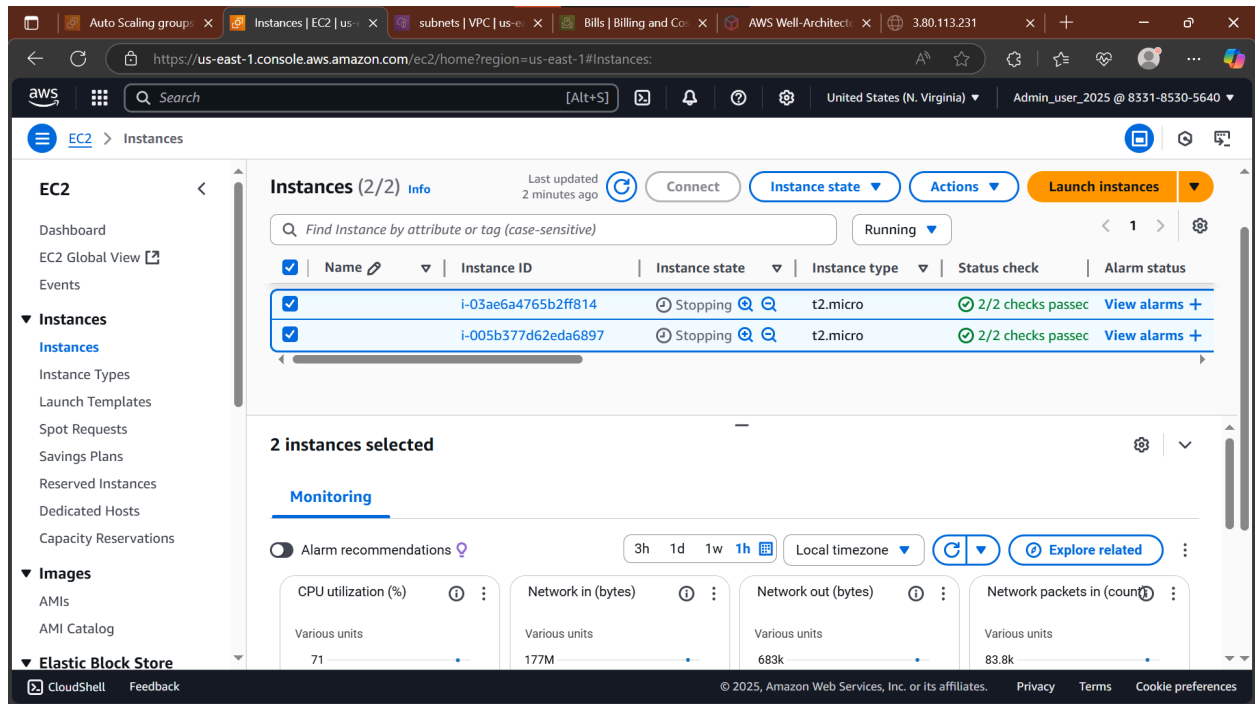 Auto Scaling groups
Instances | EC2 | us-e
subnets | VPC | us-ea
Bills | Billing and Cos
AWS Well-Architecte
3.80.113.231
https://us-east-1.console.aws.amazon.com/ec2/home?region=us-east-1#Instances:
aws
Search
[Alt+S]
United States (N. Virginia)
Admin_user_2025 @ 8331-8530-5640
EC2 > Instances
EC2
Dashboard
EC2 Global View
Events
Instances
Instances
Instance Types
Launch Templates
Spot Requests
Savings Plans
Reserved Instances
Dedicated Hosts
Capacity Reservations
Images
AMIs
AMI Catalog
Elastic Block Store
Instances (2/2) Info
Last updated
2 minutes ago
Connect
Instance state
Actions
Launch instances
Find Instance by attribute or tag (case-sensitive)
Running
1
Name Instance ID Instance state Instance type Status check Alarm status
i-03ae6a4765b2ff814 Stopping t2.micro 2/2 checks passec View alarms +
i-005b377d62eda6897 Stopping t2.micro 2/2 checks passec View alarms +
2 instances selected
Monitoring
Alarm recommendations
3h 1d 1w 1h
Local timezone
Explore related
CPU utilization (%)
Various units
71
Network in (bytes)
Various units
177M
Network out (bytes)
Various units
683k
Network packets in (count)
Various units
83.8k
CloudShell Feedback
© 2025, Amazon Web Services, Inc. or its affiliates. Privacy Terms Cookie preferences